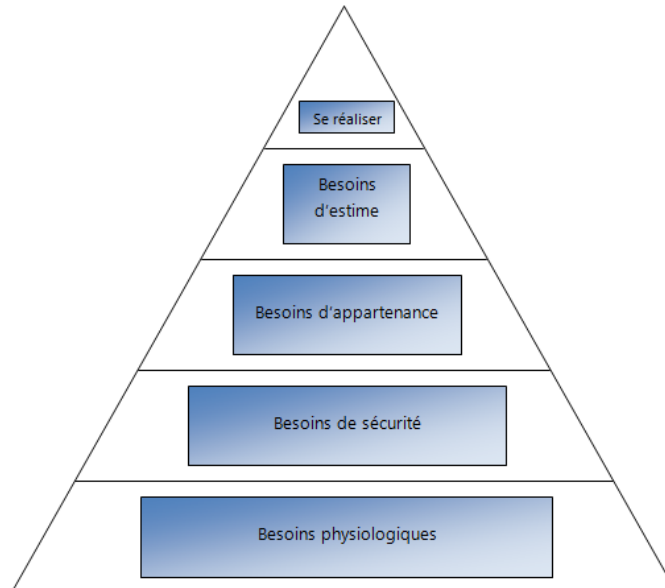 Se réaliser
Besoins
d'estime
Besoins d'appartenance
Besoins de sécurité
Besoins physiologiques